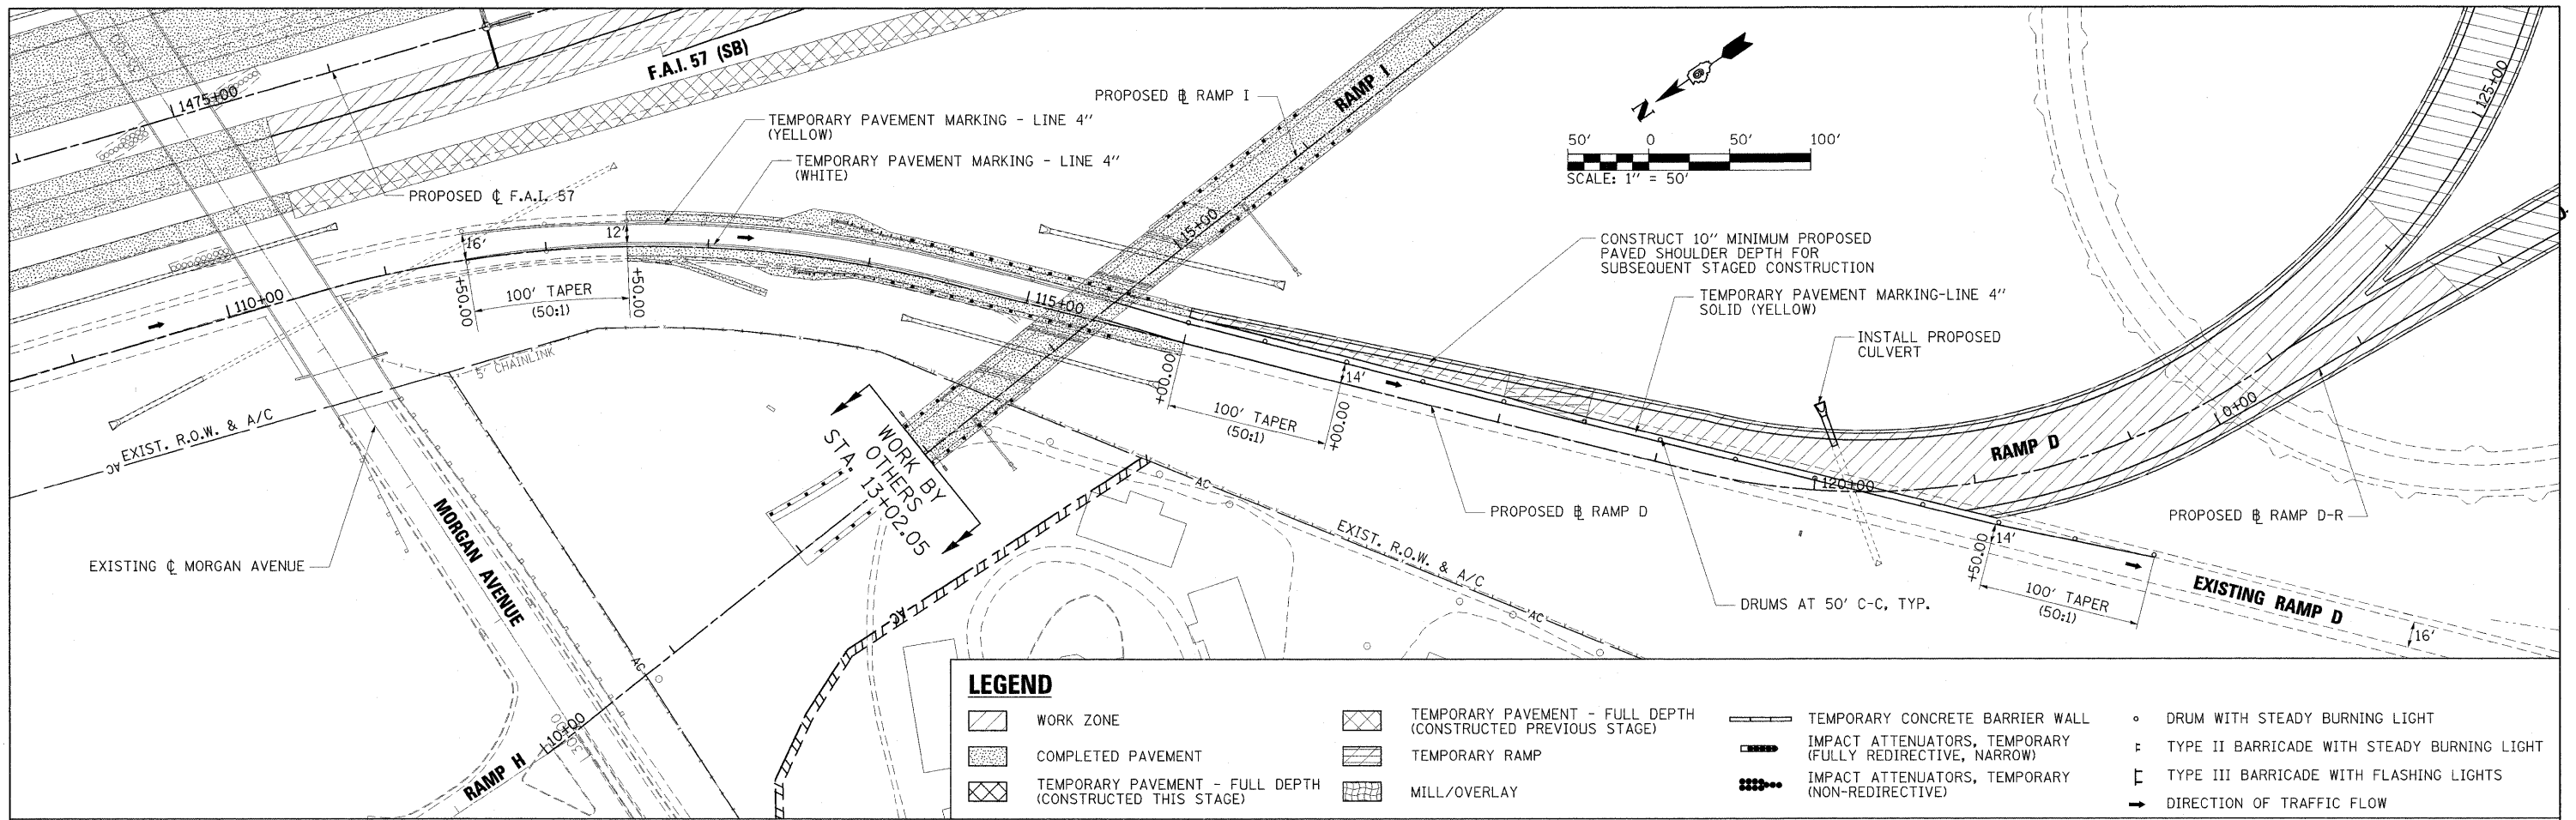 F.A.I. 57 (SB)
1475+00
PROPOSED ℄ F.A.I. 57
TEMPORARY PAVEMENT MARKING - LINE 4"
(YELLOW)
TEMPORARY PAVEMENT MARKING - LINE 4"
(WHITE)
PROPOSED ℄ RAMP I
RAMP I
N
50' 0 50' 100'
SCALE: 1" = 50'
125+00
16'
12'
+50.00
100' TAPER
(50:1)
+50.00
110+00
115+00
15+00
5' CHAINLINK
EXIST. R.O.W. & A/C
AC
EXISTING ℄ MORGAN AVENUE
MORGAN AVENUE
WORK BY
OTHERS
STA. 13+02.05
+00.00
100' TAPER
(50:1)
+00.00
14'
CONSTRUCT 10" MINIMUM PROPOSED
PAVED SHOULDER DEPTH FOR
SUBSEQUENT STAGED CONSTRUCTION
TEMPORARY PAVEMENT MARKING-LINE 4"
SOLID (YELLOW)
INSTALL PROPOSED
CULVERT
RAMP D
0+00
120+00
PROPOSED ℄ RAMP D
PROPOSED ℄ RAMP D-R
AC
EXIST. R.O.W. & A/C
AC
AC
AC
DRUMS AT 50' C-C, TYP.
+50.00
14'
100' TAPER
(50:1)
EXISTING RAMP D
16'
RAMP H
10+00
30+00
LEGEND
WORK ZONE
COMPLETED PAVEMENT
TEMPORARY PAVEMENT - FULL DEPTH
(CONSTRUCTED THIS STAGE)
TEMPORARY PAVEMENT - FULL DEPTH
(CONSTRUCTED PREVIOUS STAGE)
TEMPORARY RAMP
MILL/OVERLAY
TEMPORARY CONCRETE BARRIER WALL
IMPACT ATTENUATORS, TEMPORARY
(FULLY REDIRECTIVE, NARROW)
IMPACT ATTENUATORS, TEMPORARY
(NON-REDIRECTIVE)
DRUM WITH STEADY BURNING LIGHT
TYPE II BARRICADE WITH STEADY BURNING LIGHT
TYPE III BARRICADE WITH FLASHING LIGHTS
DIRECTION OF TRAFFIC FLOW